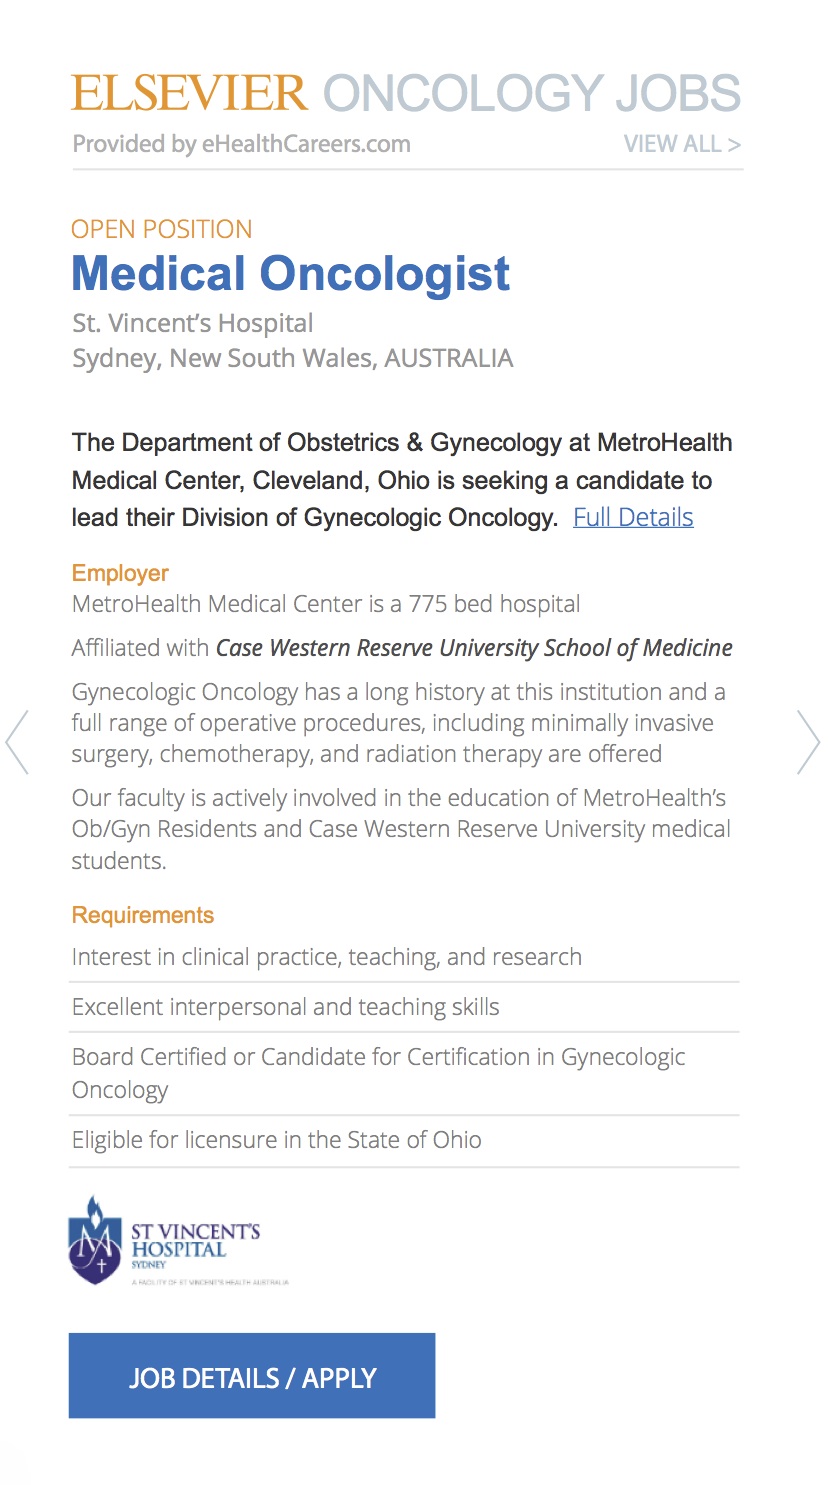 ELSEVIER ONCOLOGY JOBS
Provided by eHealthCareers.com VIEW ALL >
OPEN POSITION
Medical Oncologist
St. Vincent’s Hospital
Sydney, New South Wales, AUSTRALIA
The Department of Obstetrics & Gynecology at MetroHealth
Medical Center, Cleveland, Ohio is seeking a candidate to
lead their Division of Gynecologic Oncology. Full Details
Employer
MetroHealth Medical Center is a 775 bed hospital
Affiliated with Case Western Reserve University School of Medicine
Gynecologic Oncology has a long history at this institution and a
full range of operative procedures, including minimally invasive
surgery, chemotherapy, and radiation therapy are offered
Our faculty is actively involved in the education of MetroHealth’s
Ob/Gyn Residents and Case Western Reserve University medical
students.
Requirements
Interest in clinical practice, teaching, and research
Excellent interpersonal and teaching skills
Board Certified or Candidate for Certification in Gynecologic
Oncology
Eligible for licensure in the State of Ohio
ST VINCENT'S
HOSPITAL
SYDNEY
A FACILITY OF ST VINCENT'S HEALTH AUSTRALIA
JOB DETAILS / APPLY